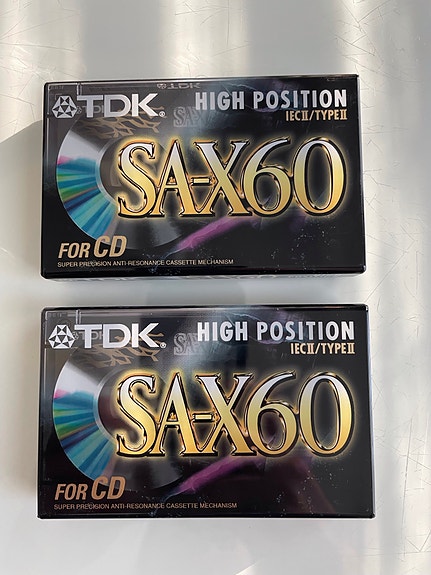 TDK HIGH POSITION
IECII/TYPEII
SA-X60
FOR CD
SUPER PRECISION ANTI-RESONANCE CASSETTE MECHANISM
TDK HIGH POSITION
IECII/TYPEII
SA-X60
FOR CD
SUPER PRECISION ANTI-RESONANCE CASSETTE MECHANISM